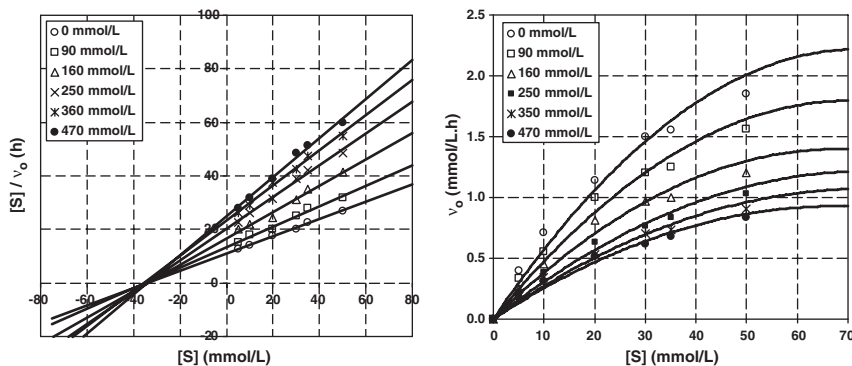 100
80
60
40
20
0
-20
-80 -60 -40 -20 0 20 40 60 80
[S] / νo (h)
[S] (mmol/L)
0 mmol/L
90 mmol/L
160 mmol/L
250 mmol/L
360 mmol/L
470 mmol/L
2.5
2.0
1.5
1.0
0.5
0.0
0 10 20 30 40 50 60 70
νo (mmol/L.h)
[S] (mmol/L)
0 mmol/L
90 mmol/L
160 mmol/L
250 mmol/L
350 mmol/L
470 mmol/L